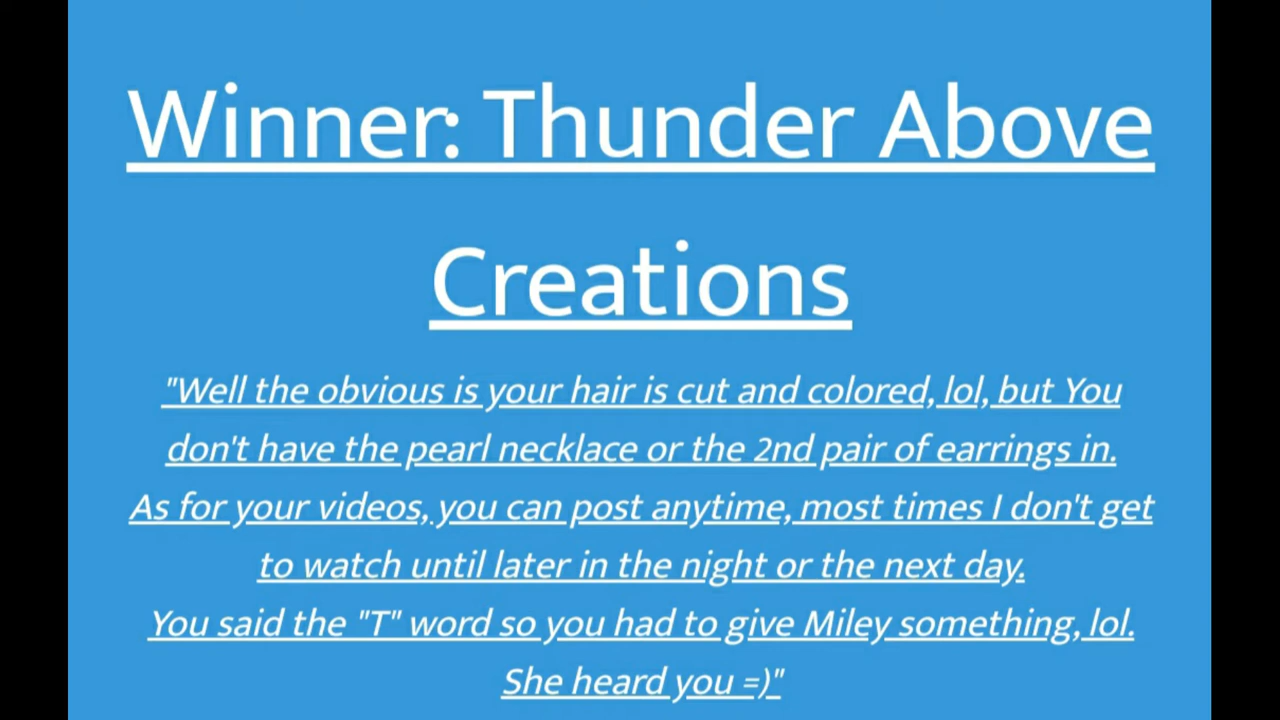 Winner: Thunder Above
Creations
"Well the obvious is your hair is cut and colored, lol, but You
don't have the pearl necklace or the 2nd pair of earrings in.
As for your videos, you can post anytime, most times I don't get
to watch until later in the night or the next day.
You said the "T" word so you had to give Miley something, lol.
She heard you =)"